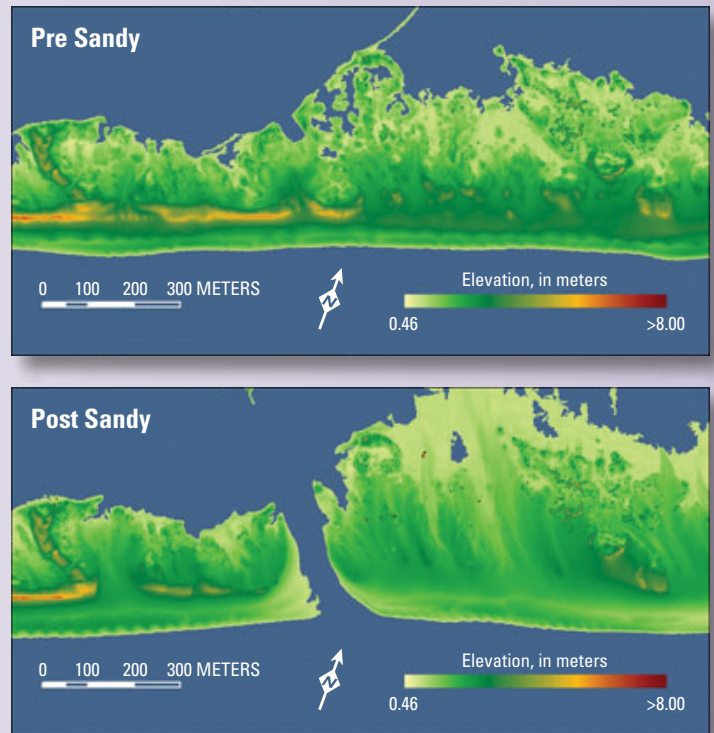 Pre Sandy
0 100 200 300 METERS
N
Elevation, in meters
0.46 >8.00
Post Sandy
0 100 200 300 METERS
N
Elevation, in meters
0.46 >8.00